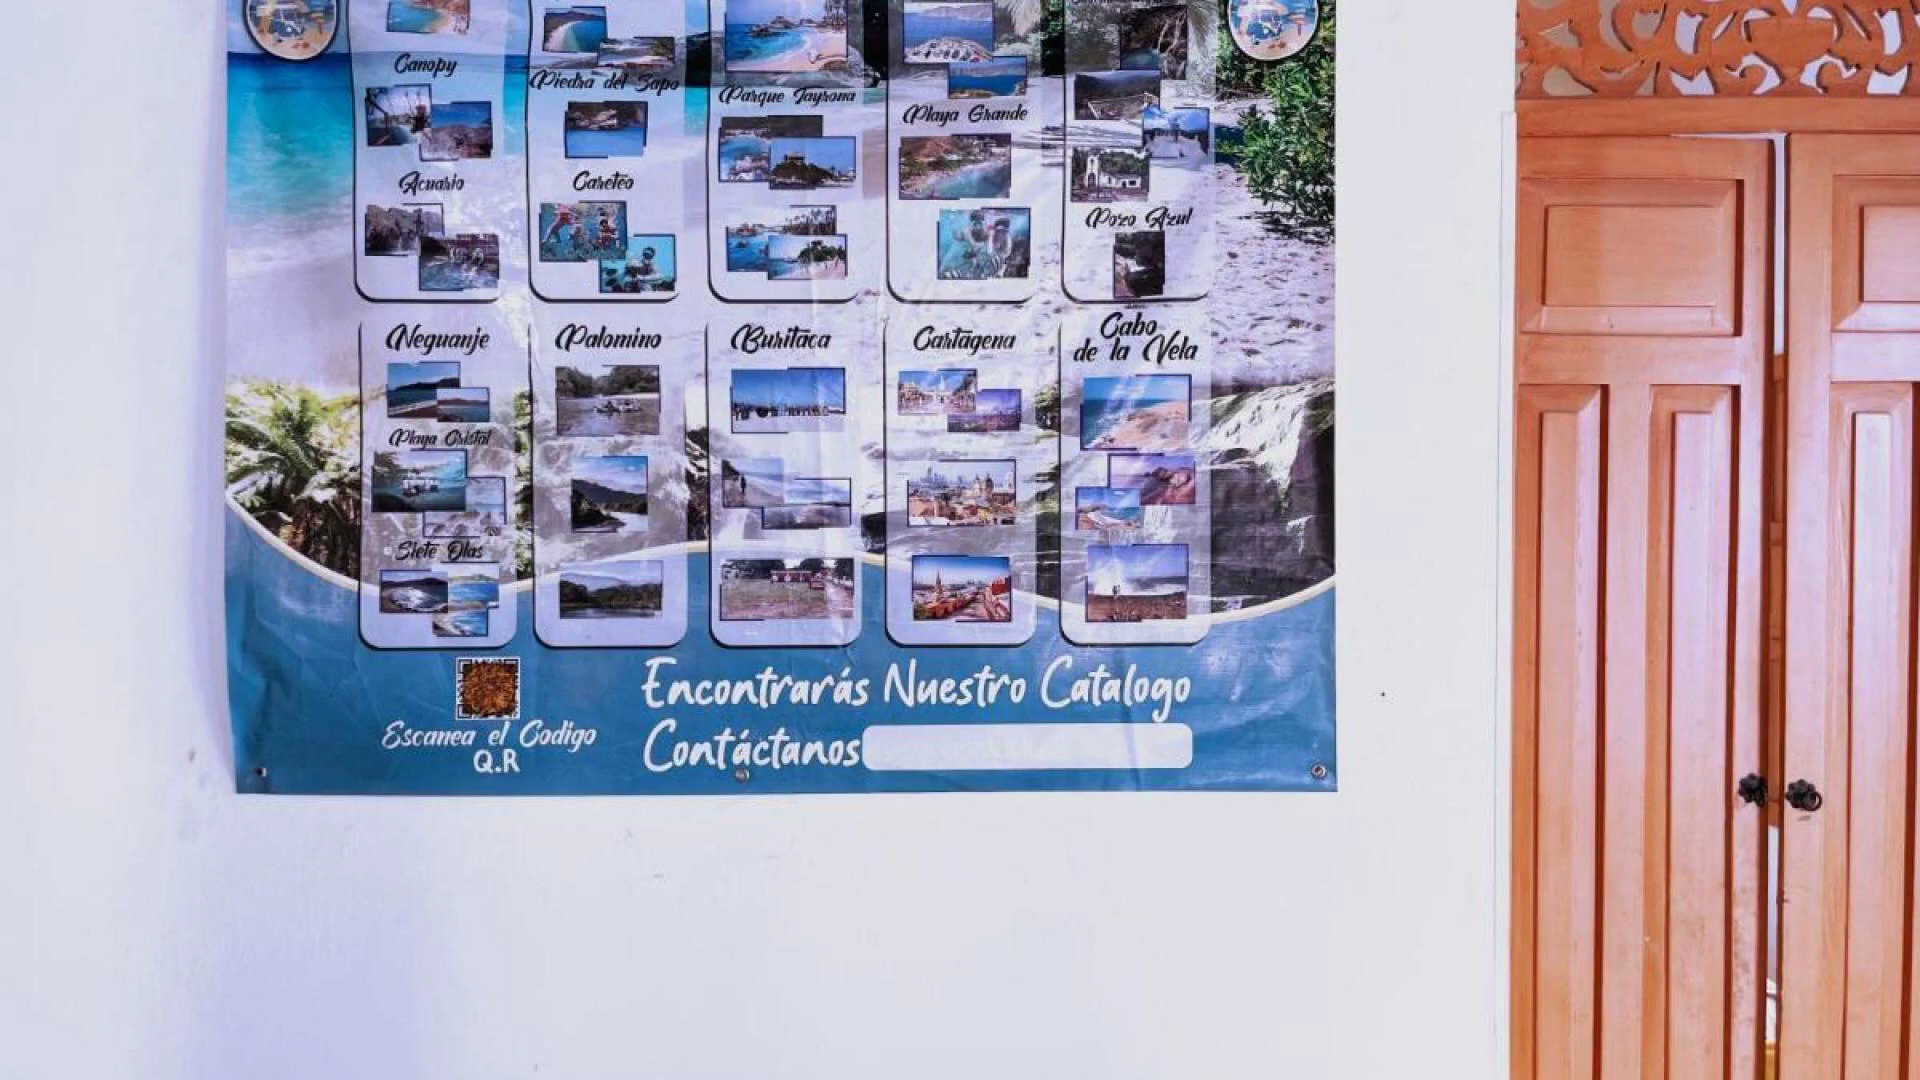 Canopy
Piedra del Sapo
Parque Tayrona
Playa Grande
Acuario
Careteo
Pozo Azul
Neguanje
Palomino
Buritaca
Cartagena
Cabo
de la Vela
Playa Cristal
Siete Olas
Escanea el Codigo
Q.R
Encontrarás Nuestro Catalogo
Contáctanos